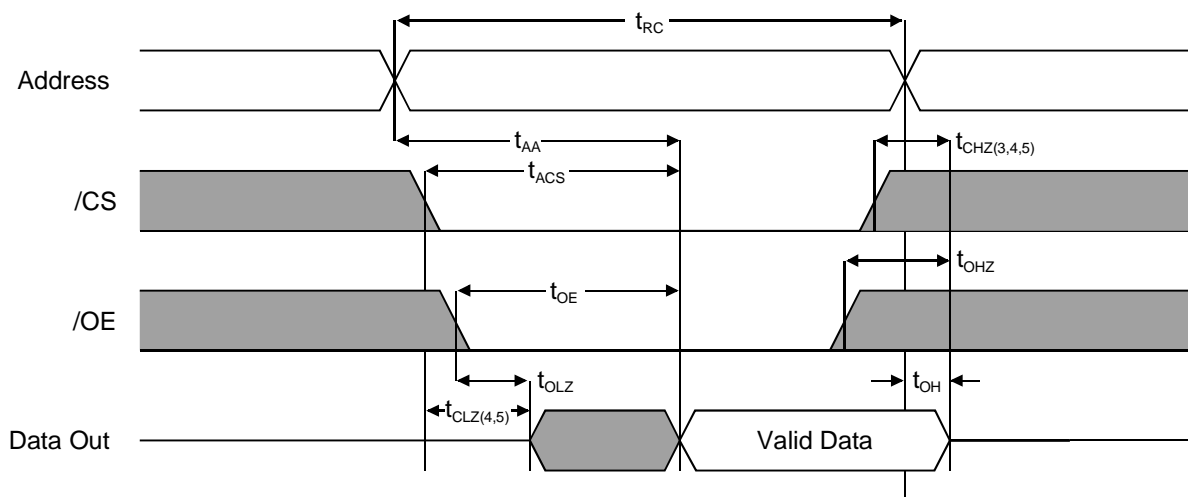 tRC
Address
tAA
tCHZ(3,4,5)
tACS
/CS
tOHZ
tOE
/OE
tOLZ
tOH
tCLZ(4,5)
Data Out
Valid Data